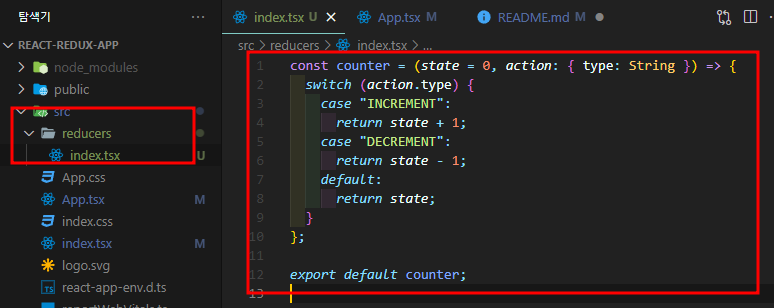 탐색기
index.tsx U
App.tsx M
README.md M
REACT-REDUX-APP
node_modules
public
src
reducers
index.tsx U
App.css
App.tsx M
index.css
index.tsx M
logo.svg
react-app-env.d.ts
src > reducers > index.tsx > ...
1 const counter = (state = 0, action: { type: String }) => {
2 switch (action.type) {
3 case "INCREMENT":
4 return state + 1;
5 case "DECREMENT":
6 return state - 1;
7 default:
8 return state;
9 }
10 };
11
12 export default counter;
13